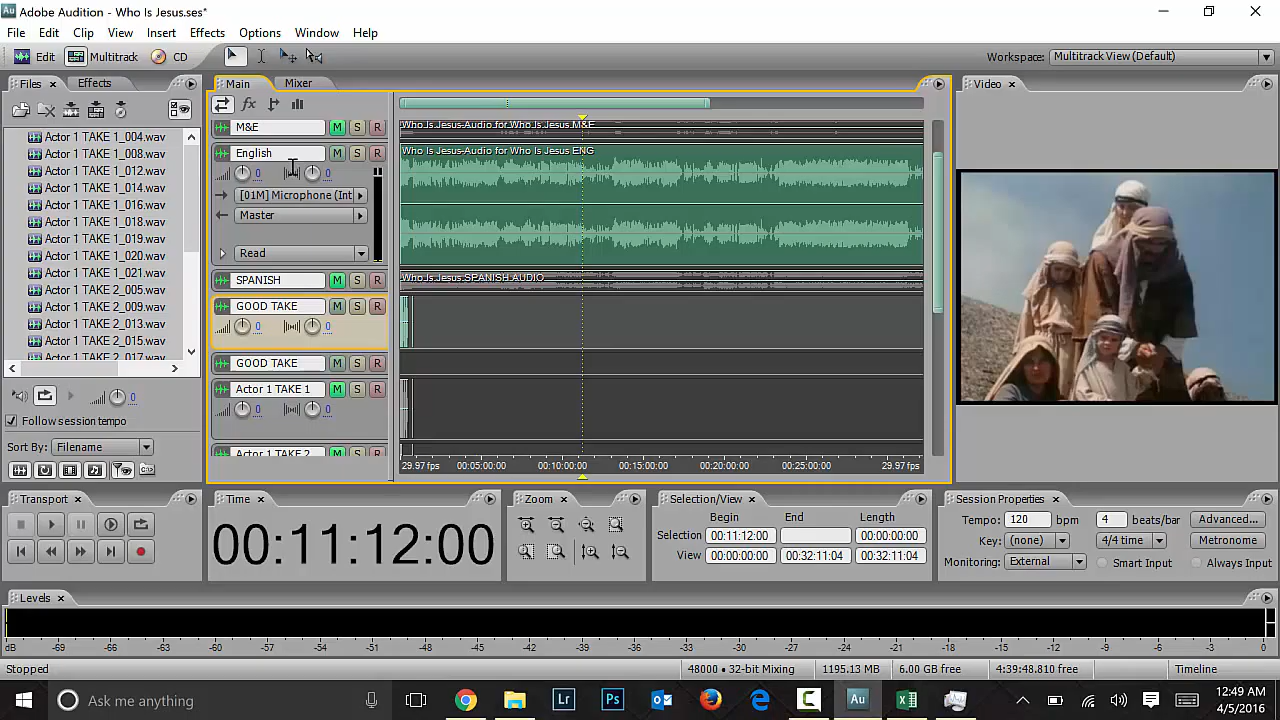 Au Adobe Audition - Who Is Jesus.ses*
File Edit Clip View Insert Effects Options Window Help
Edit Multitrack CD Workspace: Multitrack View (Default)
Files Effects Main Mixer Video
Actor 1 TAKE 1_004.wav
Actor 1 TAKE 1_008.wav
Actor 1 TAKE 1_012.wav
Actor 1 TAKE 1_014.wav
Actor 1 TAKE 1_016.wav
Actor 1 TAKE 1_018.wav
Actor 1 TAKE 1_019.wav
Actor 1 TAKE 1_020.wav
Actor 1 TAKE 1_021.wav
Actor 1 TAKE 2_005.wav
Actor 1 TAKE 2_009.wav
Actor 1 TAKE 2_013.wav
Actor 1 TAKE 2_015.wav
Actor 1 TAKE 2_017.wav
0
Follow session tempo
Sort By: Filename
fx
M&E M S R
English M S R
0 0
[01M] Microphone (Int
Master
Read
SPANISH M S R
GOOD TAKE M S R
0 0
GOOD TAKE M S R
Actor 1 TAKE 1 M S R
0 0
Actor 1 TAKE 2 M S R
Who Is Jesus-Audio for Who Is Jesus M&E
Who Is Jesus-Audio for Who Is Jesus ENG
Who Is Jesus SPANISH AUDIO
29.97 fps 00:05:00:00 00:10:00:00 00:15:00:00 00:20:00:00 00:25:00:00 29.97 fps
Transport Time Zoom Selection/View Session Properties
00:11:12:00
Begin End Length
Selection 00:11:12:00 00:00:00:00
View 00:00:00:00 00:32:11:04 00:32:11:04
Tempo: 120 bpm 4 beats/bar Advanced...
Key: (none) 4/4 time Metronome
Monitoring: External Smart Input Always Input
Levels
dB -69 -66 -63 -60 -57 -54 -51 -48 -45 -42 -39 -36 -33 -30 -27 -24 -21 -18 -15 -12 -9 -6 -3 0
Stopped 48000 • 32-bit Mixing 1195.13 MB 6.00 GB free 4:39:48.810 free Timeline
Ask me anything Lr Ps Au
12:49 AM
4/5/2016